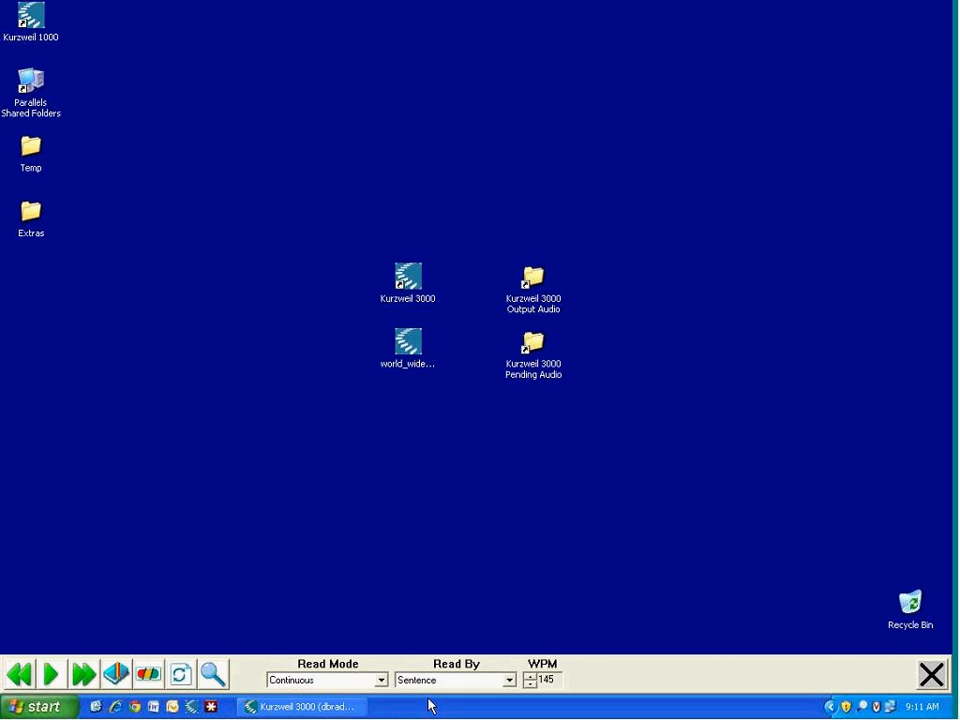 Kurzweil 1000
Parallels
Shared Folders
Temp
Extras
Kurzweil 3000
Kurzweil 3000
Output Audio
world_wide...
Kurzweil 3000
Pending Audio
Recycle Bin
Read Mode
Read By
WPM
Continuous
Sentence
145
start
Kurzweil 3000 (dbrad...
9:11 AM